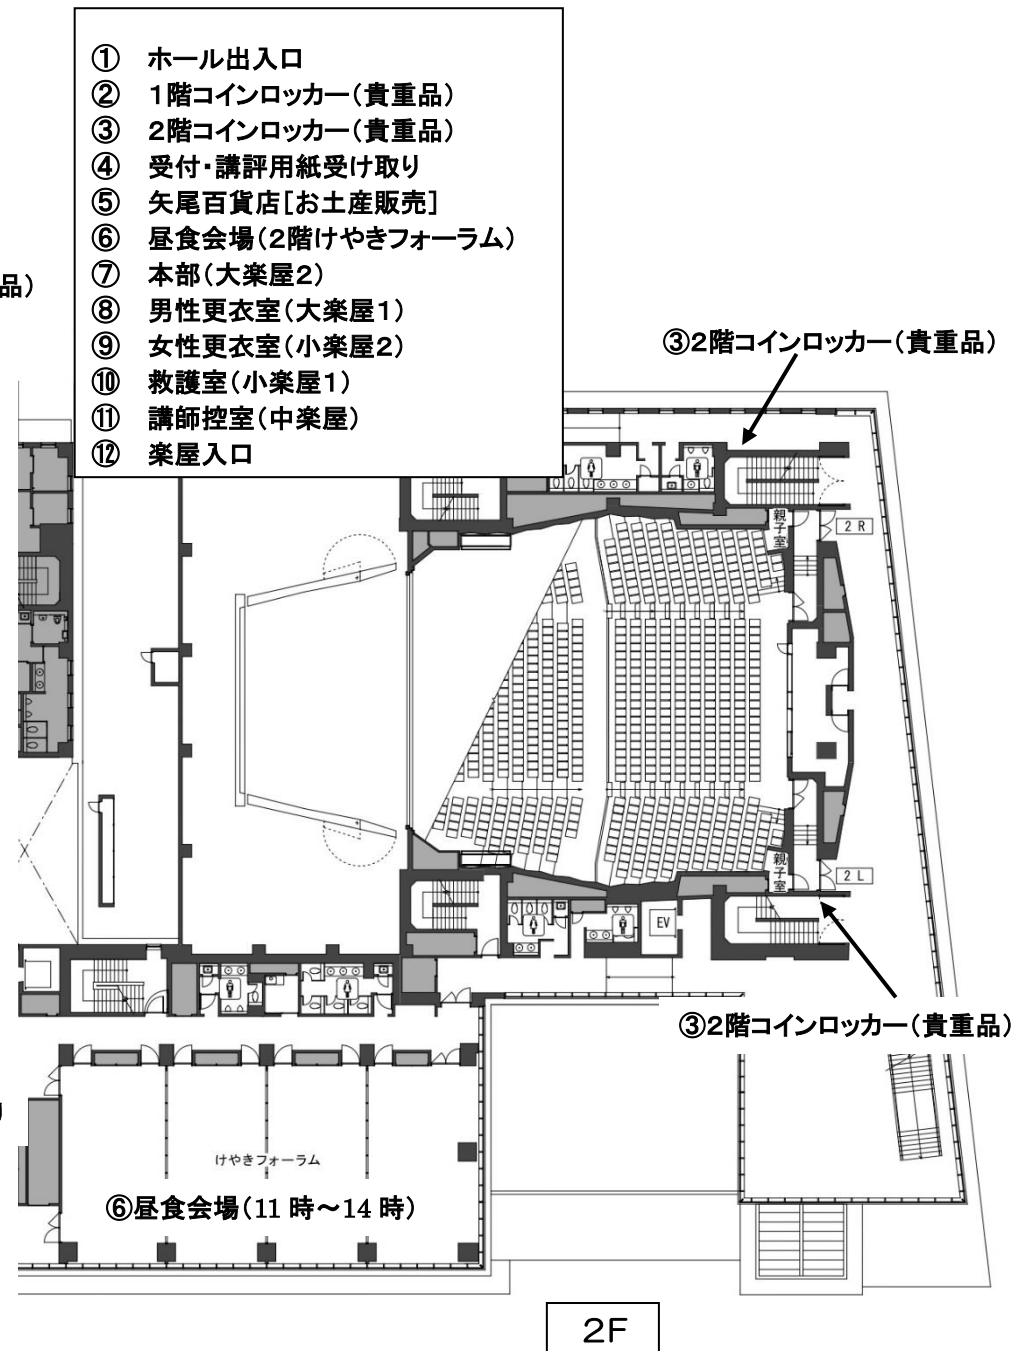 ① ホール出入口
② 1階コインロッカー（貴重品）
③ 2階コインロッカー（貴重品）
④ 受付・講評用紙受け取り
⑤ 矢尾百貨店［お土産販売］
⑥ 昼食会場（2階けやきフォーラム）
⑦ 本部（大楽屋2）
⑧ 男性更衣室（大楽屋1）
⑨ 女性更衣室（小楽屋2）
⑩ 救護室（小楽屋1）
⑪ 講師控室（中楽屋）
⑫ 楽屋入口
品）
③2階コインロッカー（貴重品）
親子室
2 R
親子室
2 L
EV
③2階コインロッカー（貴重品）
けやきフォーラム
⑥昼食会場（11 時～14 時）
2F